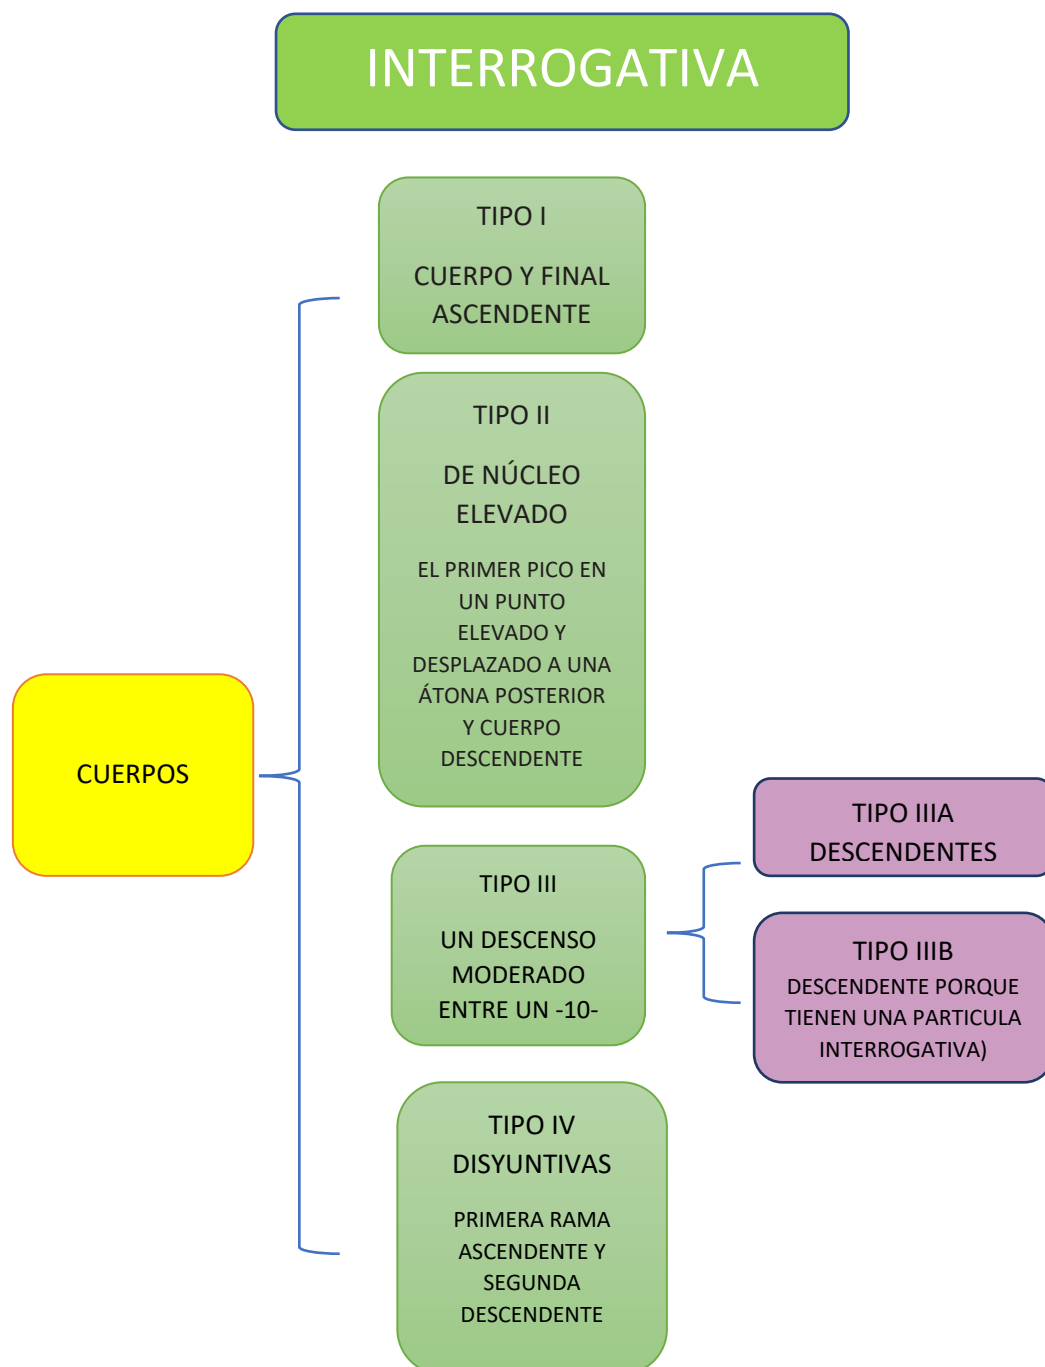 INTERROGATIVA
TIPO I
CUERPO Y FINAL
ASCENDENTE
TIPO II
DE NÚCLEO
ELEVADO
EL PRIMER PICO EN
UN PUNTO
ELEVADO Y
DESPLAZADO A UNA
ÁTONA POSTERIOR
Y CUERPO
DESCENDENTE
CUERPOS
TIPO III
UN DESCENSO
MODERADO
ENTRE UN -10-
TIPO IIIA
DESCENDENTES
TIPO IIIB
DESCENDENTE PORQUE
TIENEN UNA PARTICULA
INTERROGATIVA)
TIPO IV
DISYUNTIVAS
PRIMERA RAMA
ASCENDENTE Y
SEGUNDA
DESCENDENTE